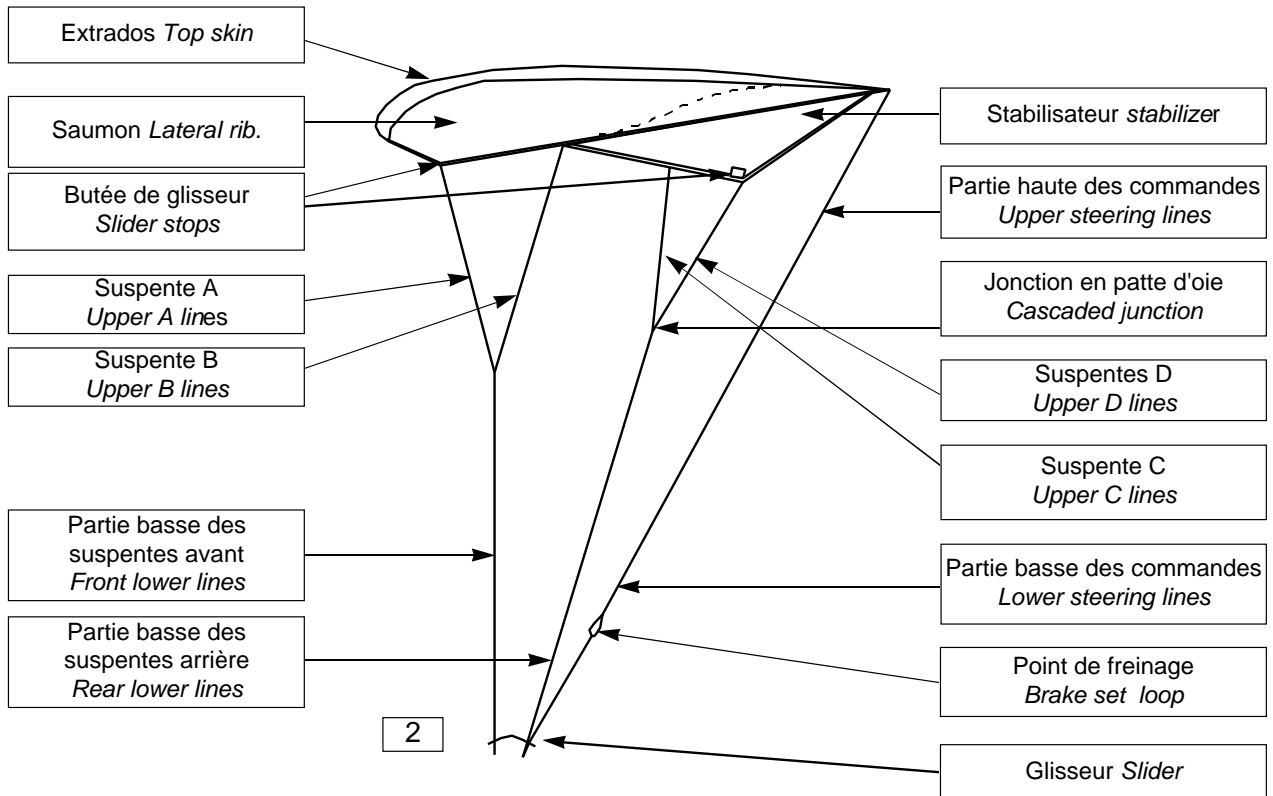 Extrados Top skin
Saumon Lateral rib.
Butée de glisseur
Slider stops
Suspente A
Upper A lines
Suspente B
Upper B lines
Partie basse des
suspentes avant
Front lower lines
Partie basse des
suspentes arrière
Rear lower lines
2
Stabilisateur stabilizer
Partie haute des commandes
Upper steering lines
Jonction en patte d'oie
Cascaded junction
Suspentes D
Upper D lines
Suspente C
Upper C lines
Partie basse des commandes
Lower steering lines
Point de freinage
Brake set loop
Glisseur Slider